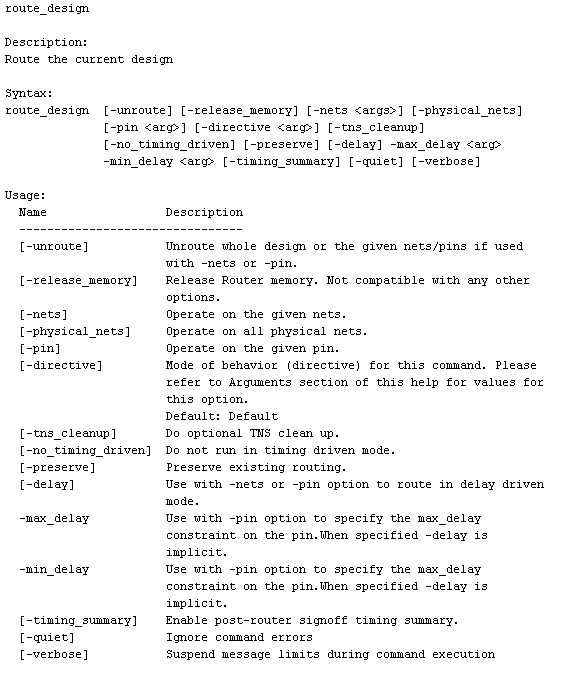 route_design
Description:
Route the current design
Syntax:
route_design [-unroute] [-release_memory] [-nets <args>] [-physical_nets]
[-pin <arg>] [-directive <arg>] [-tns_cleanup]
[-no_timing_driven] [-preserve] [-delay] -max_delay <arg>
-min_delay <arg> [-timing_summary] [-quiet] [-verbose]
Usage:
Name Description
---------------------------------
[-unroute] Unroute whole design or the given nets/pins if used
with -nets or -pin.
[-release_memory] Release Router memory. Not compatible with any other
options.
[-nets] Operate on the given nets.
[-physical_nets] Operate on all physical nets.
[-pin] Operate on the given pin.
[-directive] Mode of behavior (directive) for this command. Please
refer to Arguments section of this help for values for
this option.
Default: Default
[-tns_cleanup] Do optional TNS clean up.
[-no_timing_driven] Do not run in timing driven mode.
[-preserve] Preserve existing routing.
[-delay] Use with -nets or -pin option to route in delay driven
mode.
-max_delay Use with -pin option to specify the max_delay
constraint on the pin.When specified -delay is
implicit.
-min_delay Use with -pin option to specify the max_delay
constraint on the pin.When specified -delay is
implicit.
[-timing_summary] Enable post-router signoff timing summary.
[-quiet] Ignore command errors
[-verbose] Suspend message limits during command execution